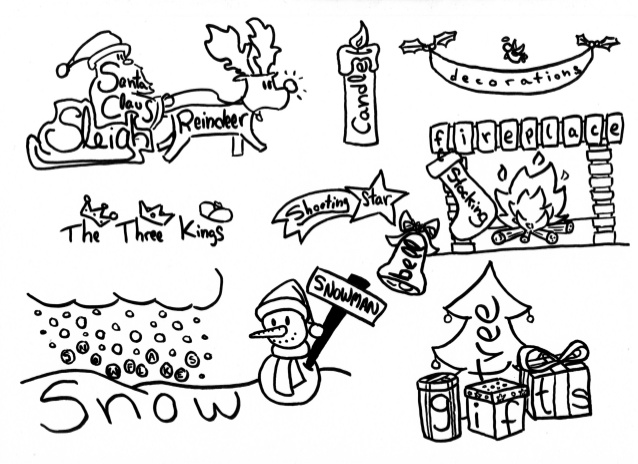 Santa
Claus
Sleigh
Reindeer
Candle
decorations
fireplace
Stocking
The Three Kings
Shooting Star
bell
SNOWMAN
SNOWFLAKES
Snow
tree
gifts